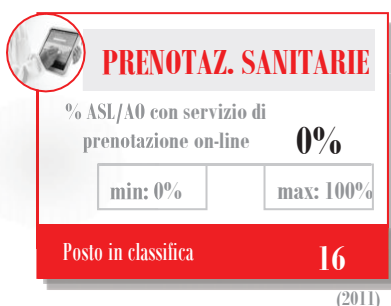 PRENOTAZ. SANITARIE
% ASL/AO con servizio di
prenotazione on-line 0%
min: 0% max: 100%
Posto in classifica 16
(2011)